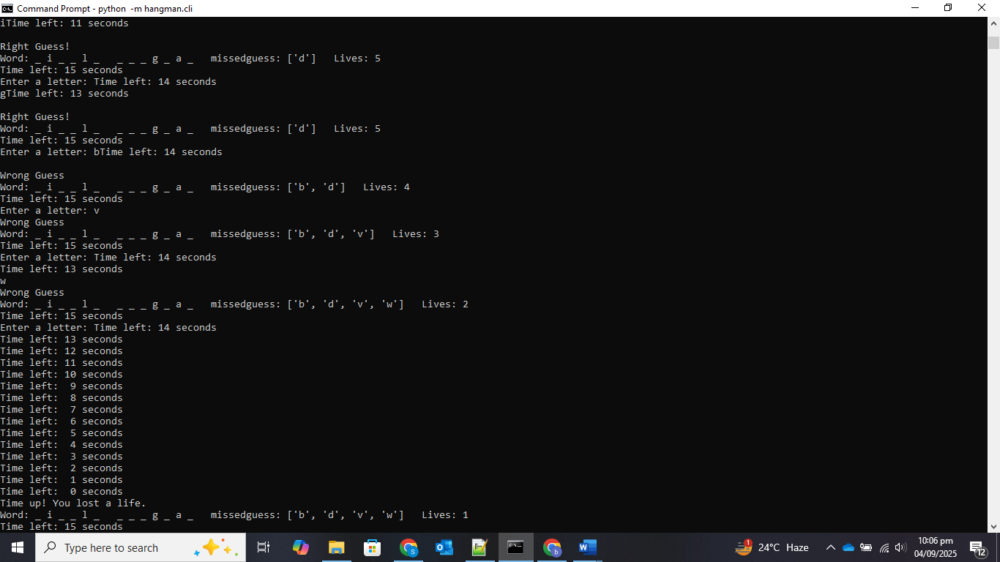 Command Prompt - python  -m hangman.cli
iTime left: 11 seconds
Right Guess!
Word: _ i _ _ l _   _ _ _ g _ a _   missedguess: ['d']   Lives: 5
Time left: 15 seconds
Enter a letter: Time left: 14 seconds
gTime left: 13 seconds
Right Guess!
Word: _ i _ _ l _   _ _ _ g _ a _   missedguess: ['d']   Lives: 5
Time left: 15 seconds
Enter a letter: bTime left: 14 seconds
Wrong Guess
Word: _ i _ _ l _   _ _ _ g _ a _   missedguess: ['b', 'd']   Lives: 4
Time left: 15 seconds
Enter a letter: v
Wrong Guess
Word: _ i _ _ l _   _ _ _ g _ a _   missedguess: ['b', 'd', 'v']   Lives: 3
Time left: 15 seconds
Enter a letter: Time left: 14 seconds
Time left: 13 seconds
w
Wrong Guess
Word: _ i _ _ l _   _ _ _ g _ a _   missedguess: ['b', 'd', 'v', 'w']   Lives: 2
Time left: 15 seconds
Enter a letter: Time left: 14 seconds
Time left: 13 seconds
Time left: 12 seconds
Time left: 11 seconds
Time left: 10 seconds
Time left:  9 seconds
Time left:  8 seconds
Time left:  7 seconds
Time left:  6 seconds
Time left:  5 seconds
Time left:  4 seconds
Time left:  3 seconds
Time left:  2 seconds
Time left:  1 seconds
Time left:  0 seconds
Time up! You lost a life.
Word: _ i _ _ l _   _ _ _ g _ a _   missedguess: ['b', 'd', 'v', 'w']   Lives: 1
Time left: 15 seconds
Type here to search
1
24°C  Haze
10:06 pm
04/09/2025
12